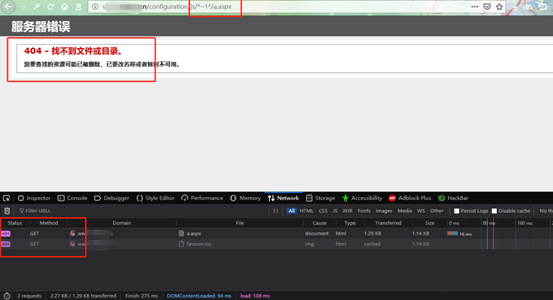 n/configuration/js/*~1*/a.aspx
服务器错误
404 - 找不到文件或目录。
您要查找的资源可能已被删除，已更改名称或者暂时不可用。
Inspector Console Debugger Style Editor Performance Memory Network Storage Accessibility Adblock Plus HackBar
Filter URLs All HTML CSS JS XHR Fonts Images Media WS Other Persist Logs Disable cache No th
Status Method Domain File Cause Type Transferred Size 0 ms 80 ms 160 ms
404 GET a.aspx document html 1.29 KB 1.14 KB 16 ms
GET favicon.ico img html cached 1.14 KB
2 requests 2.27 KB / 1.29 KB transferred Finish: 275 ms DOMContentLoaded: 94 ms load: 108 ms